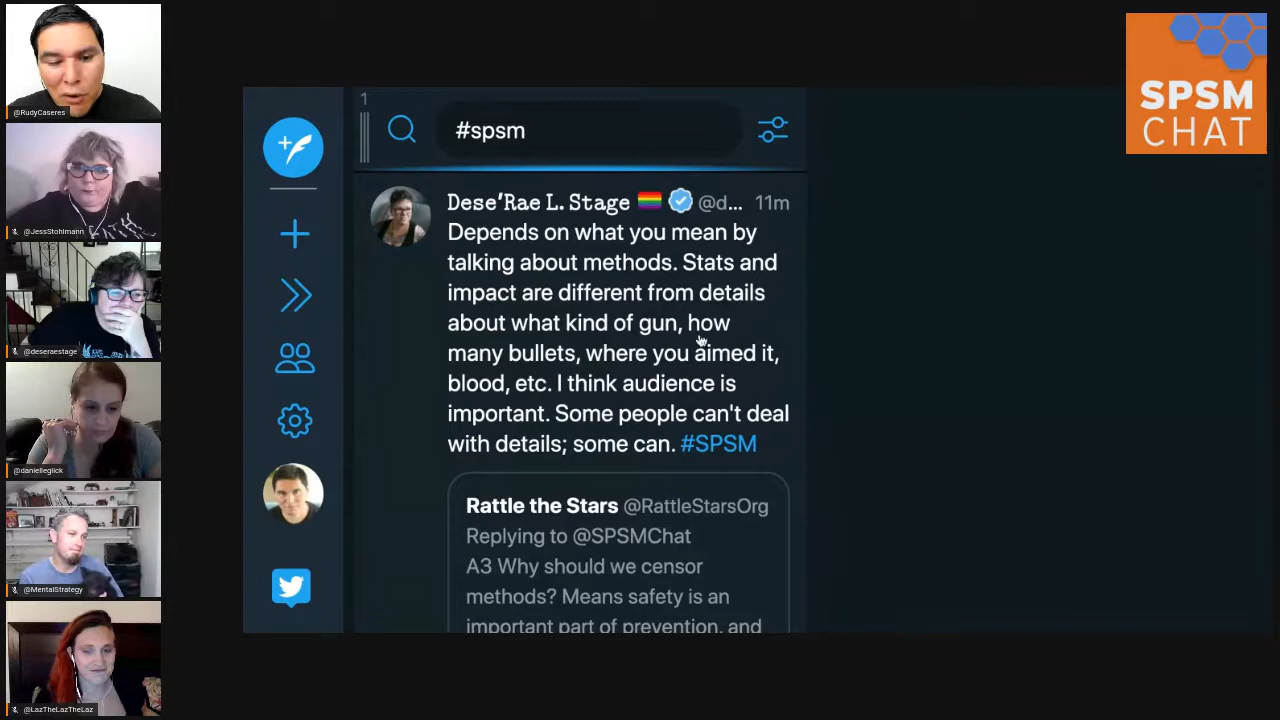 @RudyCaseres
@JessStohlmann
@deseraestage
@danielleglick
@MentalStrategy
@LazTheLazTheLaz
1
#spsm
Dese'Rae L. Stage @d... 11m
Depends on what you mean by
talking about methods. Stats and
impact are different from details
about what kind of gun, how
many bullets, where you aimed it,
blood, etc. I think audience is
important. Some people can't deal
with details; some can. #SPSM
Rattle the Stars @RattleStarsOrg
Replying to @SPSMChat
A3 Why should we censor
methods? Means safety is an
important part of prevention, and
SPSM
CHAT